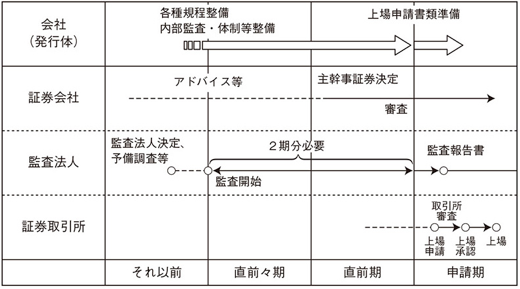 会社
（発行体）
各種規程整備
内部監査・体制等整備
上場申請書類準備
証券会社
アドバイス等
主幹事証券決定
審査
監査法人
監査法人決定、
予備調査等
２期分必要
監査開始
監査報告書
証券取引所
取引所
審査
上場
申請
上場
承認
上場
それ以前
直前々期
直前期
申請期